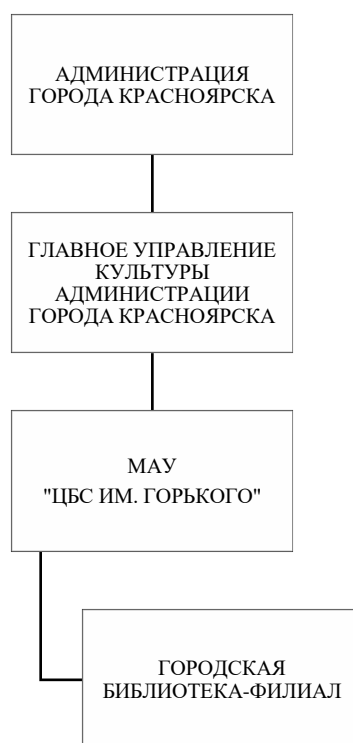 АДМИНИСТРАЦИЯ
ГОРОДА КРАСНОЯРСКА
ГЛАВНОЕ УПРАВЛЕНИЕ
КУЛЬТУРЫ
АДМИНИСТРАЦИИ
ГОРОДА КРАСНОЯРСКА
МАУ
"ЦБС ИМ. ГОРЬКОГО"
ГОРОДСКАЯ
БИБЛИОТЕКА-ФИЛИАЛ